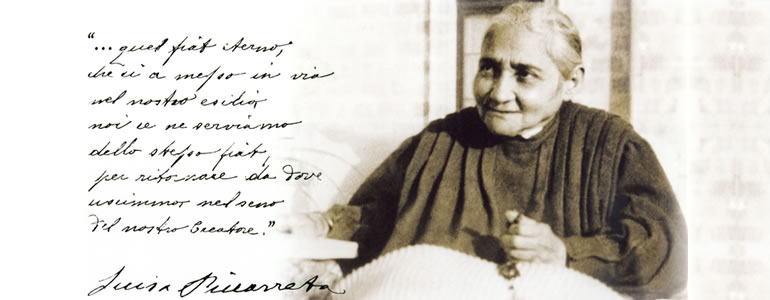 "... quel fiat eterno,
che ci a messo in via
nel nostro esilio,
noi ce ne serviamo
dello stesso fiat,
per ritornare da dove
uscimmo nel seno
del nostro Creatore."
Luisa Piccarreta